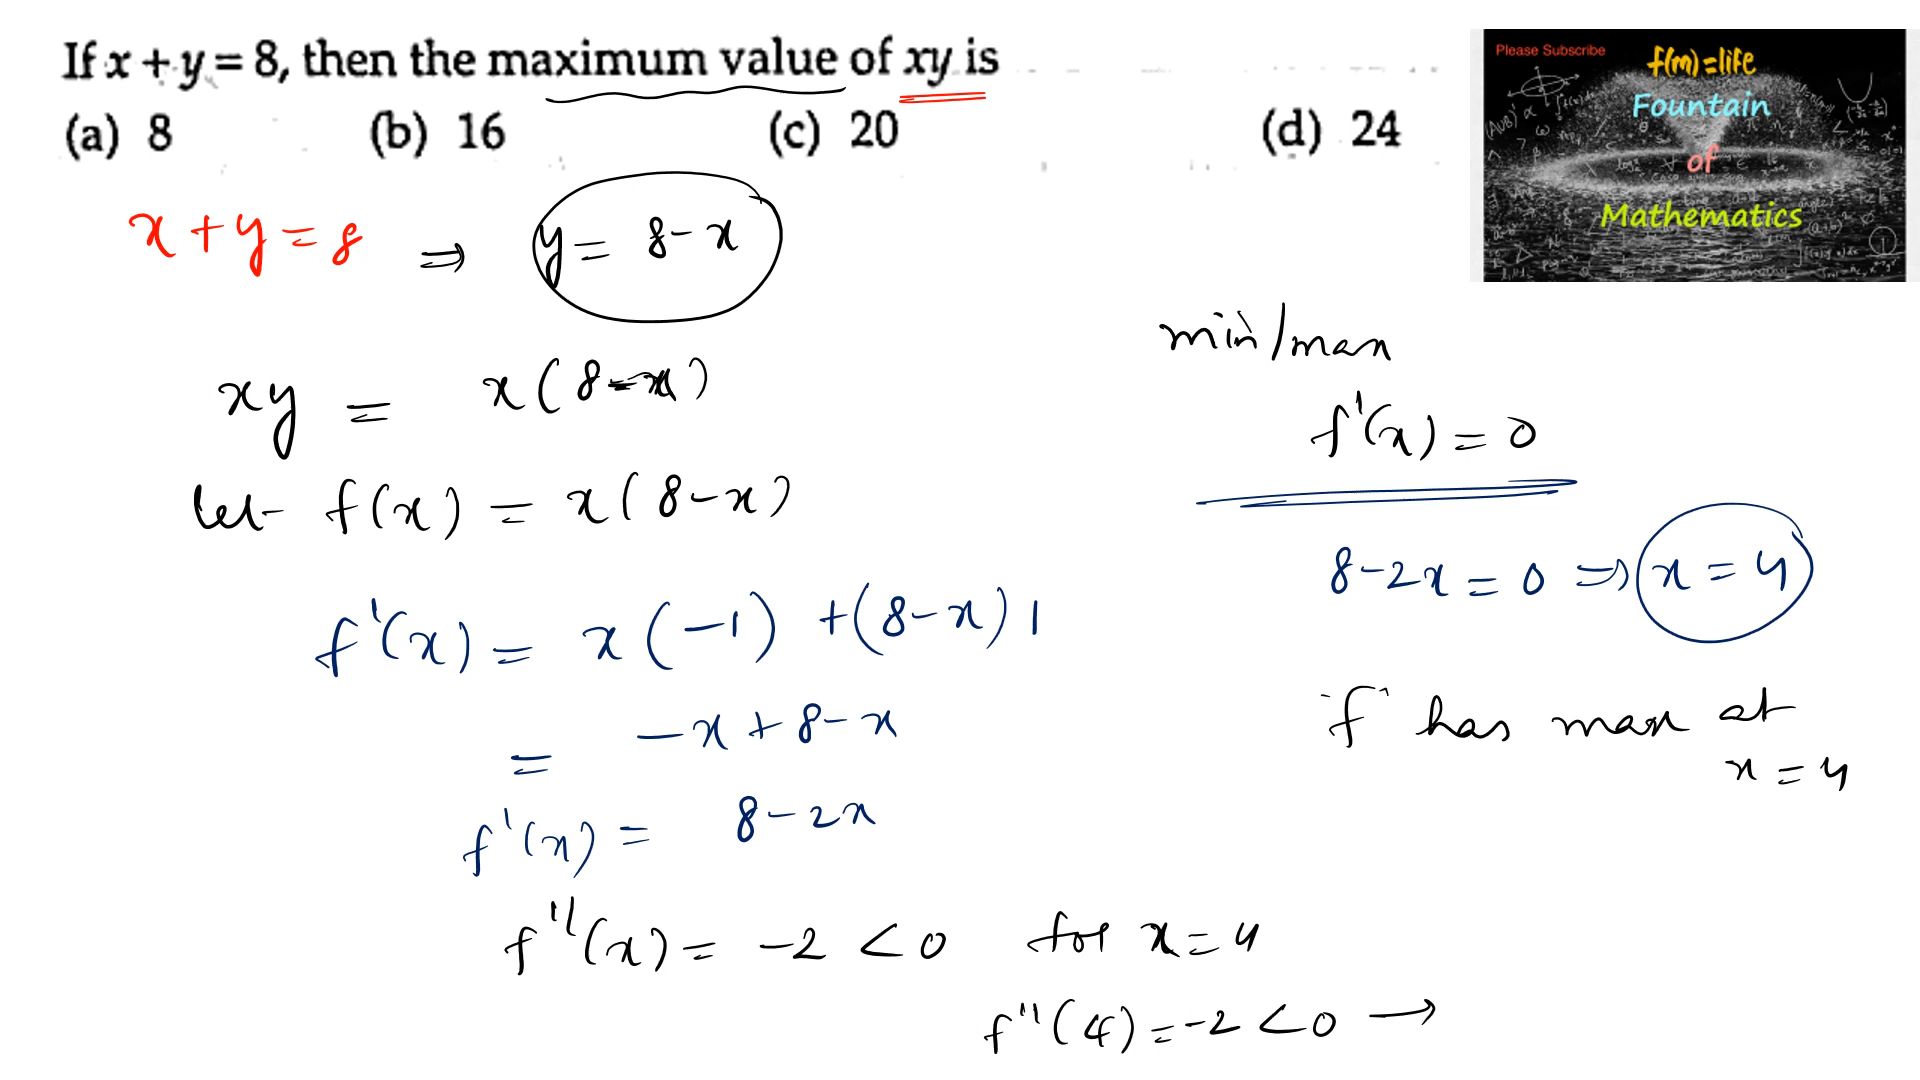 If x + y = 8, then the maximum value of xy is
(a) 8 (b) 16 (c) 20 (d) 24
Please Subscribe
f(m)=life
Fountain
of
Mathematics
x + y = 8 ⇒ y = 8 - x
xy = x(8-x)
let f(x) = x(8-x)
f'(x) = x(-1) + (8-x) 1
= -x + 8 - x
f'(x) = 8 - 2x
f''(x) = -2 < 0 for x = 4
f''(4) = -2 < 0 →
min/max
f'(x) = 0
8 - 2x = 0 ⇒ x = 4
f has max at
x = 4